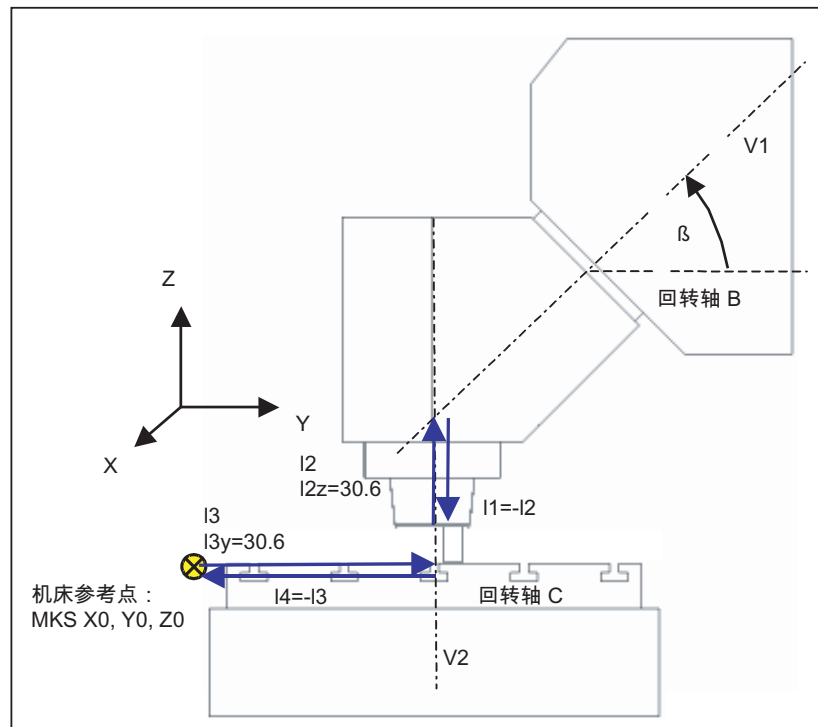 V1
ß
回转轴 B
Z
Y
X
l2
l2z=30.6
l1=-l2
l3
l3y=30.6
机床参考点：
MKS X0, Y0, Z0
l4=-l3
回转轴 C
V2